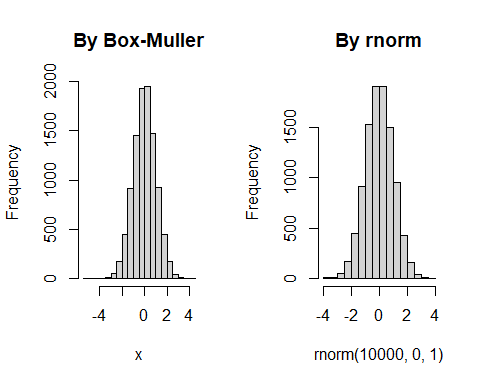 By Box-Muller
Frequency
0
500
1000
1500
2000
-4 0 2 4
x
By rnorm
Frequency
0
500
1000
1500
-4 -2 0 2 4
rnorm(10000, 0, 1)